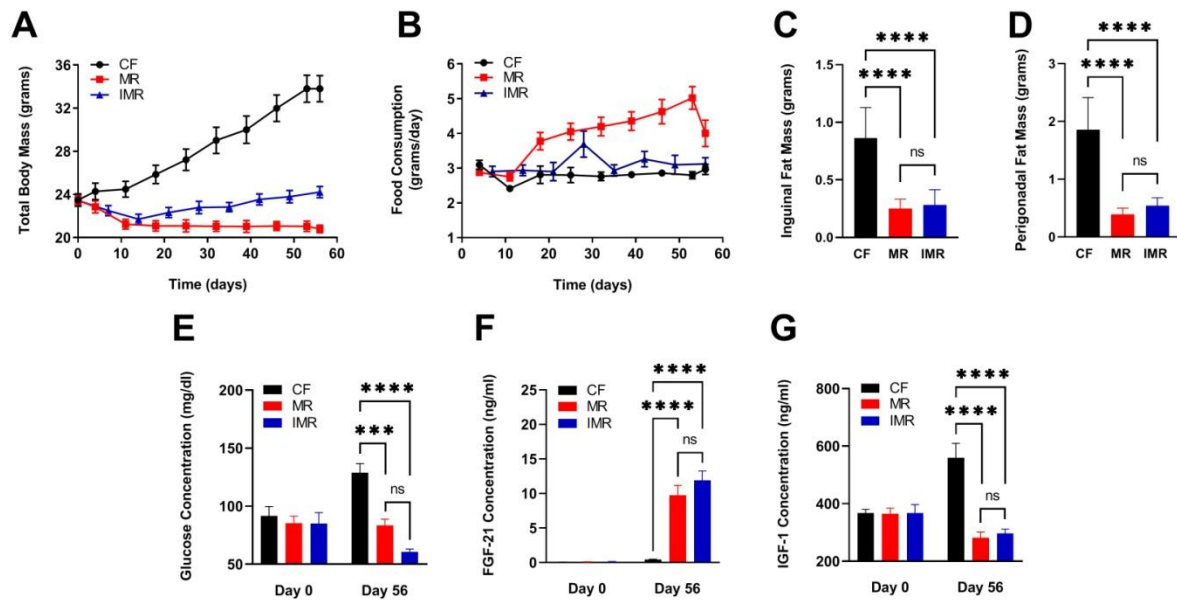 A
Total Body Mass (grams)
36
32
28
24
20
0 10 20 30 40 50 60
Time (days)
CF
MR
IMR
B
Food Consumption
(grams/day)
6
5
4
3
2
1
0
0 10 20 30 40 50 60
Time (days)
CF
MR
IMR
C
Inguinal Fat Mass (grams)
1.5
1.0
0.5
0.0
****
****
ns
CF MR IMR
D
Perigonadal Fat Mass (grams)
3
2
1
0
****
****
ns
CF MR IMR
E
Glucose Concentration (mg/dl)
200
150
100
50
CF
MR
IMR
****
***
ns
Day 0 Day 56
F
FGF-21 Concentration (ng/ml)
25
20
15
10
5
0
CF
MR
IMR
****
****
ns
Day 0 Day 56
G
IGF-1 Concentration (ng/ml)
800
600
400
200
CF
MR
IMR
****
****
ns
Day 0 Day 56